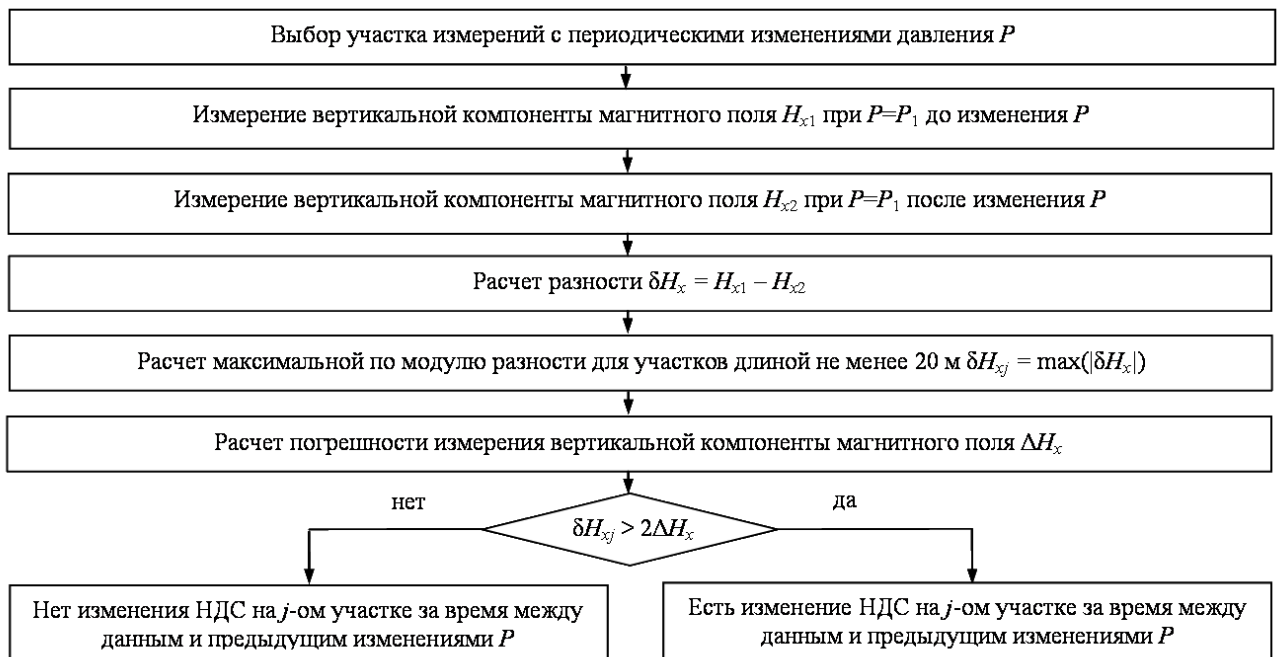 Выбор участка измерений с периодическими изменениями давления P
Измерение вертикальной компоненты магнитного поля Hx1 при P=P1 до изменения P
Измерение вертикальной компоненты магнитного поля Hx2 при P=P1 после изменения P
Расчет разности δHx = Hx1 – Hx2
Расчет максимальной по модулю разности для участков длиной не менее 20 м δHxj = max(|δHx|)
Расчет погрешности измерения вертикальной компоненты магнитного поля ΔHx
нет
да
δHxj > 2ΔHx
Нет изменения НДС на j-ом участке за время между
данным и предыдущим изменениями P
Есть изменение НДС на j-ом участке за время между
данным и предыдущим изменениями P